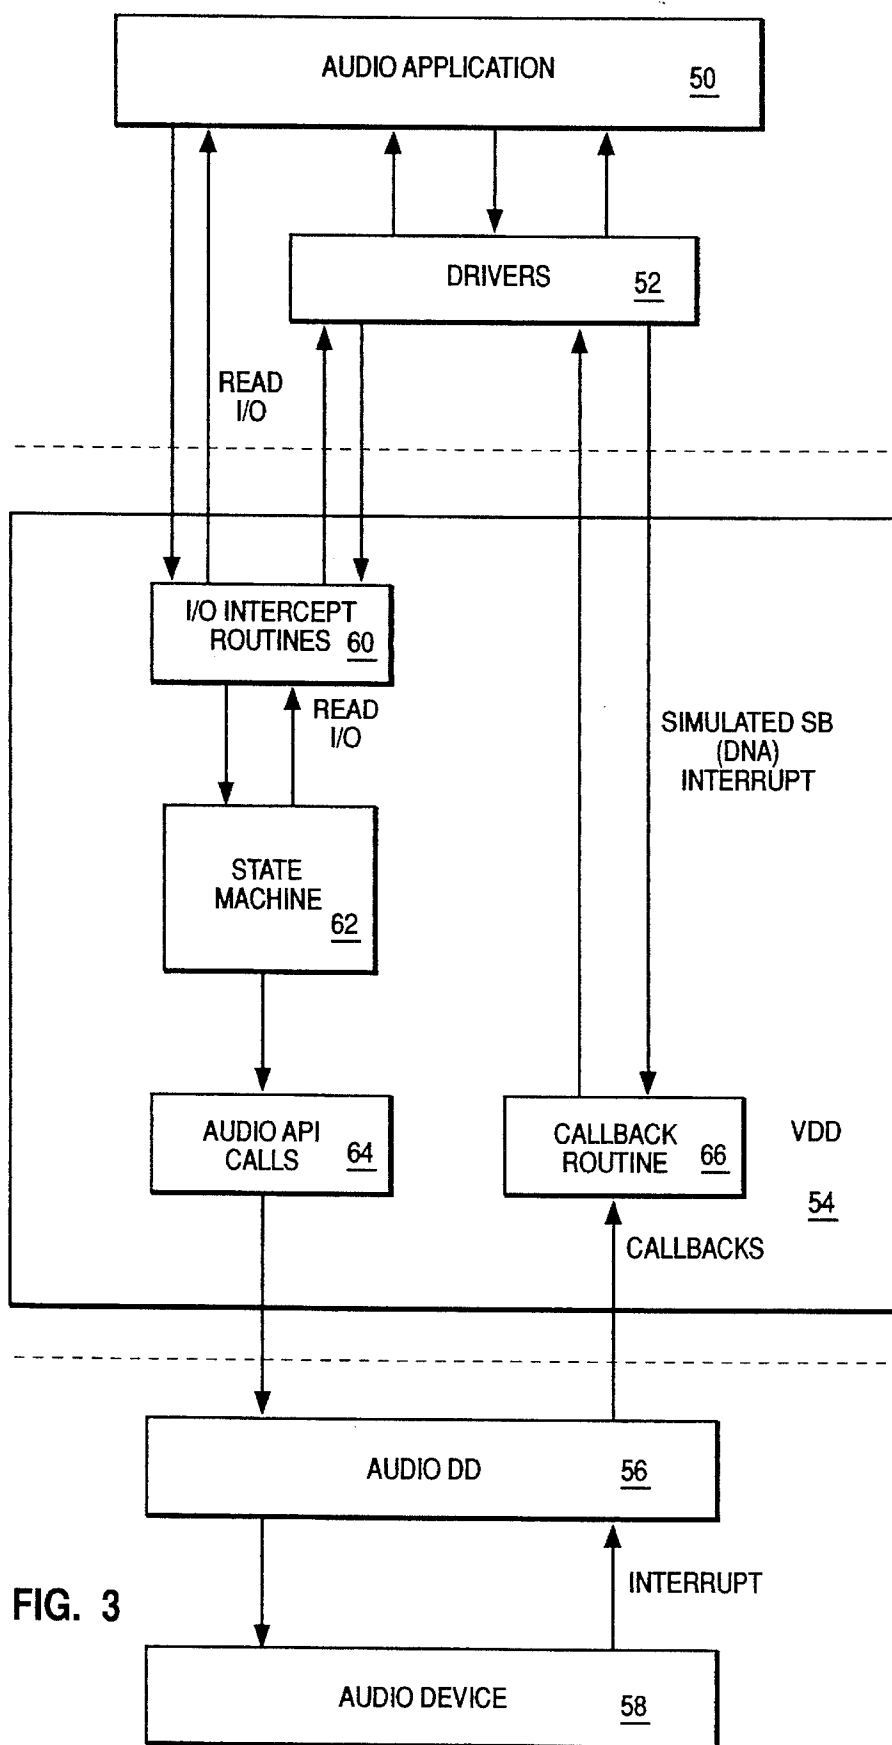 AUDIO APPLICATION 50
DRIVERS 52
READ
I/O
I/O INTERCEPT
ROUTINES 60
READ
I/O
SIMULATED SB
(DNA)
INTERRUPT
STATE
MACHINE
62
AUDIO API
CALLS 64
CALLBACK
ROUTINE 66
VDD
54
CALLBACKS
AUDIO DD 56
INTERRUPT
FIG. 3
AUDIO DEVICE 58